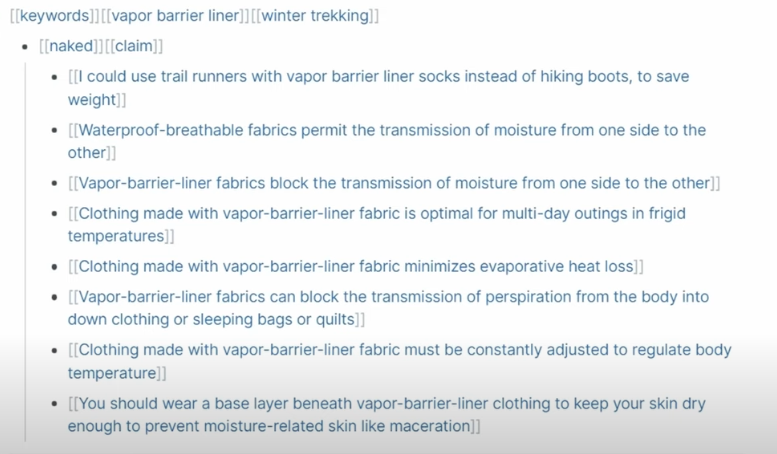 [[keywords]][[vapor barrier liner]][[winter trekking]]
[[naked]][[claim]]
[[I could use trail runners with vapor barrier liner socks instead of hiking boots, to save
weight]]
[[Waterproof-breathable fabrics permit the transmission of moisture from one side to the
other]]
[[Vapor-barrier-liner fabrics block the transmission of moisture from one side to the other]]
[[Clothing made with vapor-barrier-liner fabric is optimal for multi-day outings in frigid
temperatures]]
[[Clothing made with vapor-barrier-liner fabric minimizes evaporative heat loss]]
[[Vapor-barrier-liner fabrics can block the transmission of perspiration from the body into
down clothing or sleeping bags or quilts]]
[[Clothing made with vapor-barrier-liner fabric must be constantly adjusted to regulate body
temperature]]
[[You should wear a base layer beneath vapor-barrier-liner clothing to keep your skin dry
enough to prevent moisture-related skin like maceration]]